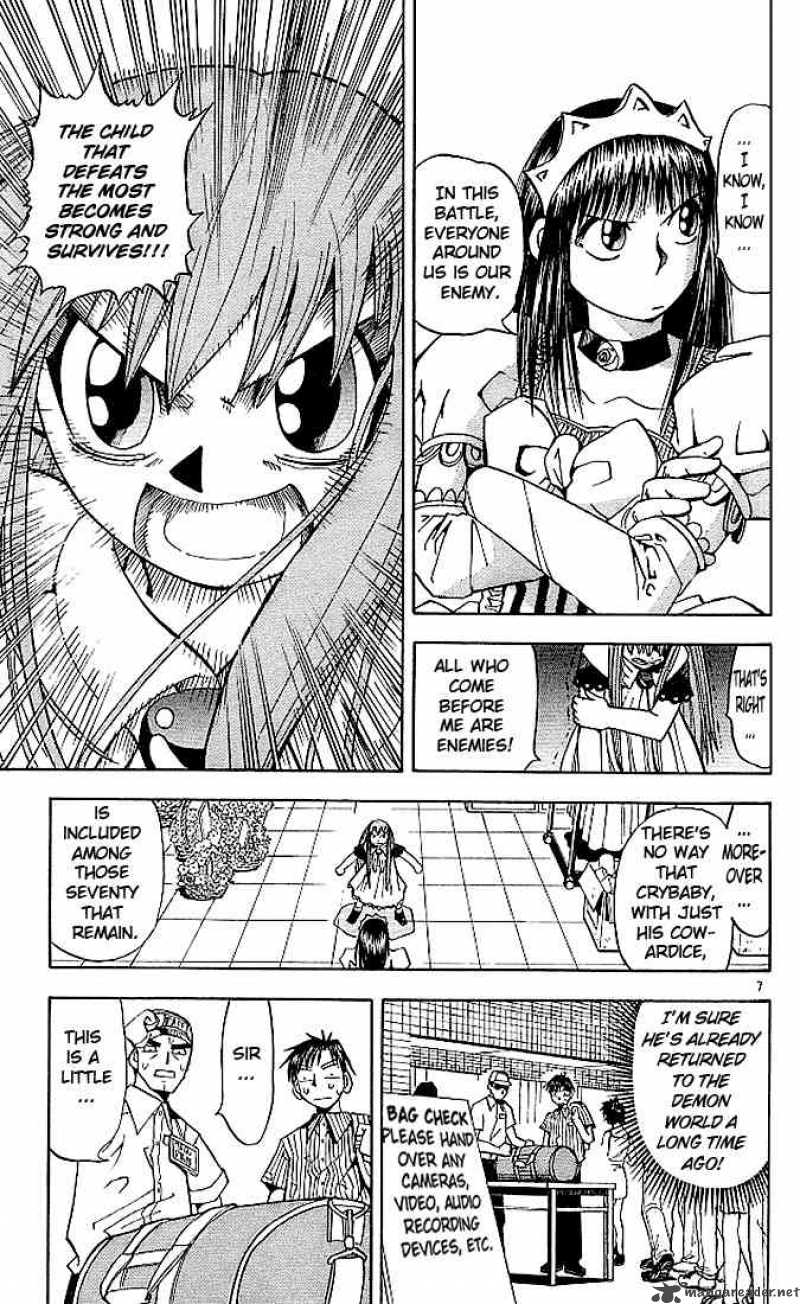 ...
I
KNOW,
I
KNOW
...
IN THIS
BATTLE,
EVERYONE
AROUND
US IS OUR
ENEMY.
THAT'S
RIGHT
...
ALL WHO
COME
BEFORE
ME ARE
ENEMIES!
THE CHILD
THAT
DEFEATS
THE MOST
BECOMES
STRONG AND
SURVIVES!!!
...
MORE-
OVER
...
THERE'S
NO WAY
THAT
CRYBABY,
WITH JUST
HIS COW-
ARDICE,
IS
INCLUDED
AMONG
THOSE
SEVENTY
THAT
REMAIN.
7
I'M SURE
HE'S ALREADY
RETURNED
TO THE
DEMON
WORLD A
LONG TIME
AGO!
BAG CHECK
PLEASE HAND
OVER ANY
CAMERAS,
VIDEO, AUDIO
RECORDING
DEVICES, ETC.
SIR
...
THIS
IS A
LITTLE
...
mangareader.net